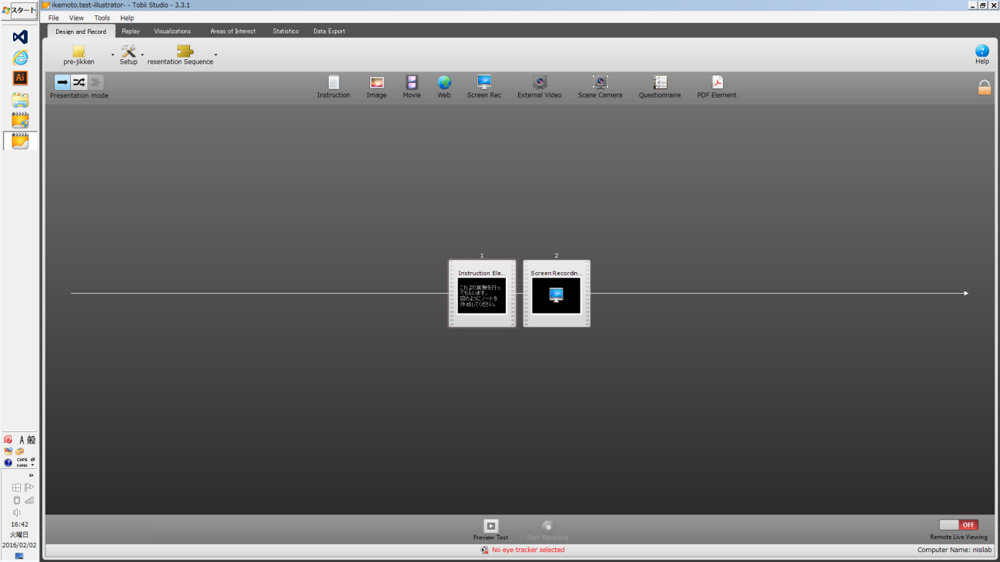 スタート
ikemoto.test-illustrator- - Tobii Studio - 3.3.1
File View Tools Help
Design and Record Replay Visualizations Areas of Interest Statistics Data Export
Ai
pre-jikken Setup resentation Sequence Help
Presentation mode Instruction Image Movie Web Screen Rec External Video Scene Camera Questionnaire PDF Element
1 2
Instruction Ele... Screen Recordin...
これより実験を行っ
てもらいます。
図のようにノートを
作成してください。
A 般
CAPS
KANA
16:42
火曜日
2016/02/02
Preview Test Start Recording
OFF
Remote Live Viewing
No eye tracker selected
Computer Name: nisilab